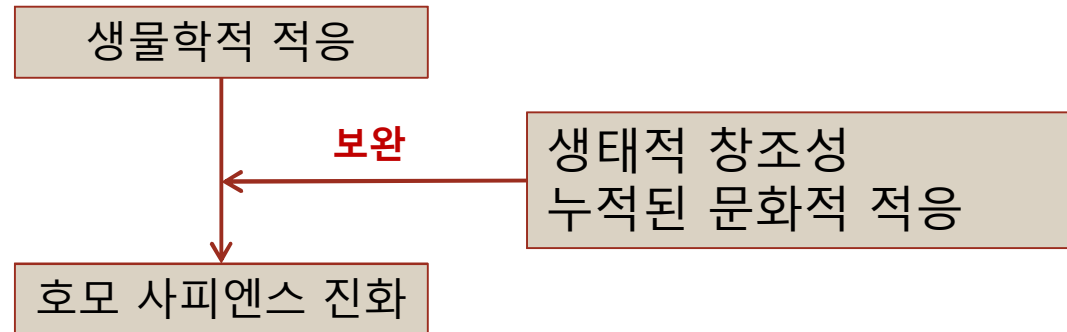 생물학적 적응
보완
생태적 창조성
누적된 문화적 적응
호모 사피엔스 진화